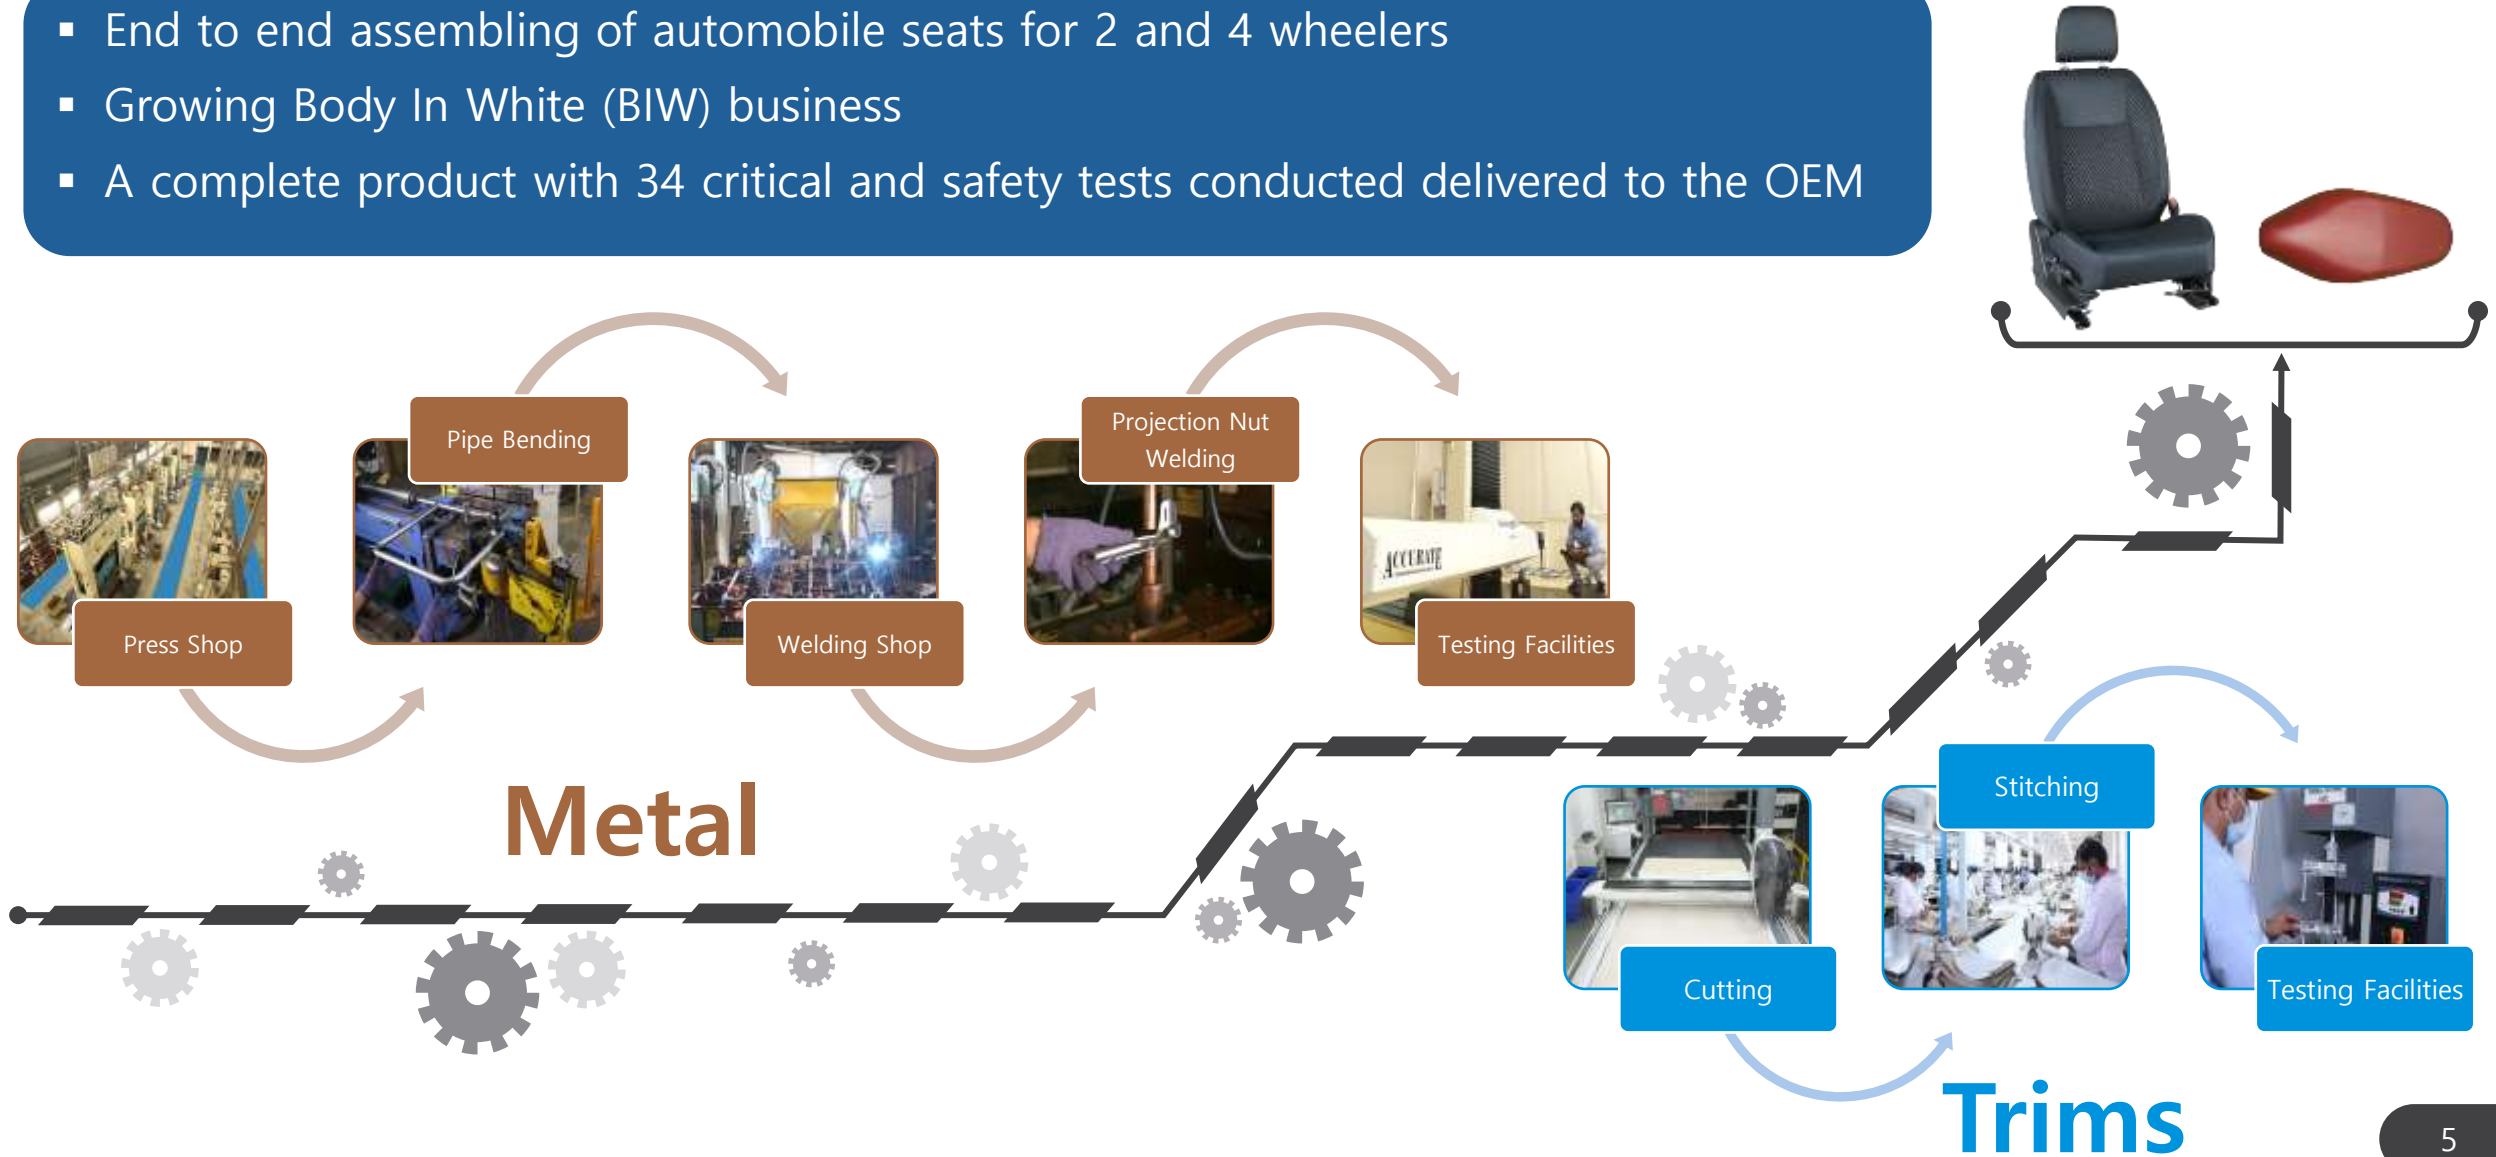 ▪ End to end assembling of automobile seats for 2 and 4 wheelers
▪ Growing Body In White (BIW) business
▪ A complete product with 34 critical and safety tests conducted delivered to the OEM
Pipe Bending
Projection Nut
Welding
ACCURATE
Press Shop
Welding Shop
Testing Facilities
Metal
Stitching
Cutting
Testing Facilities
Trims
5